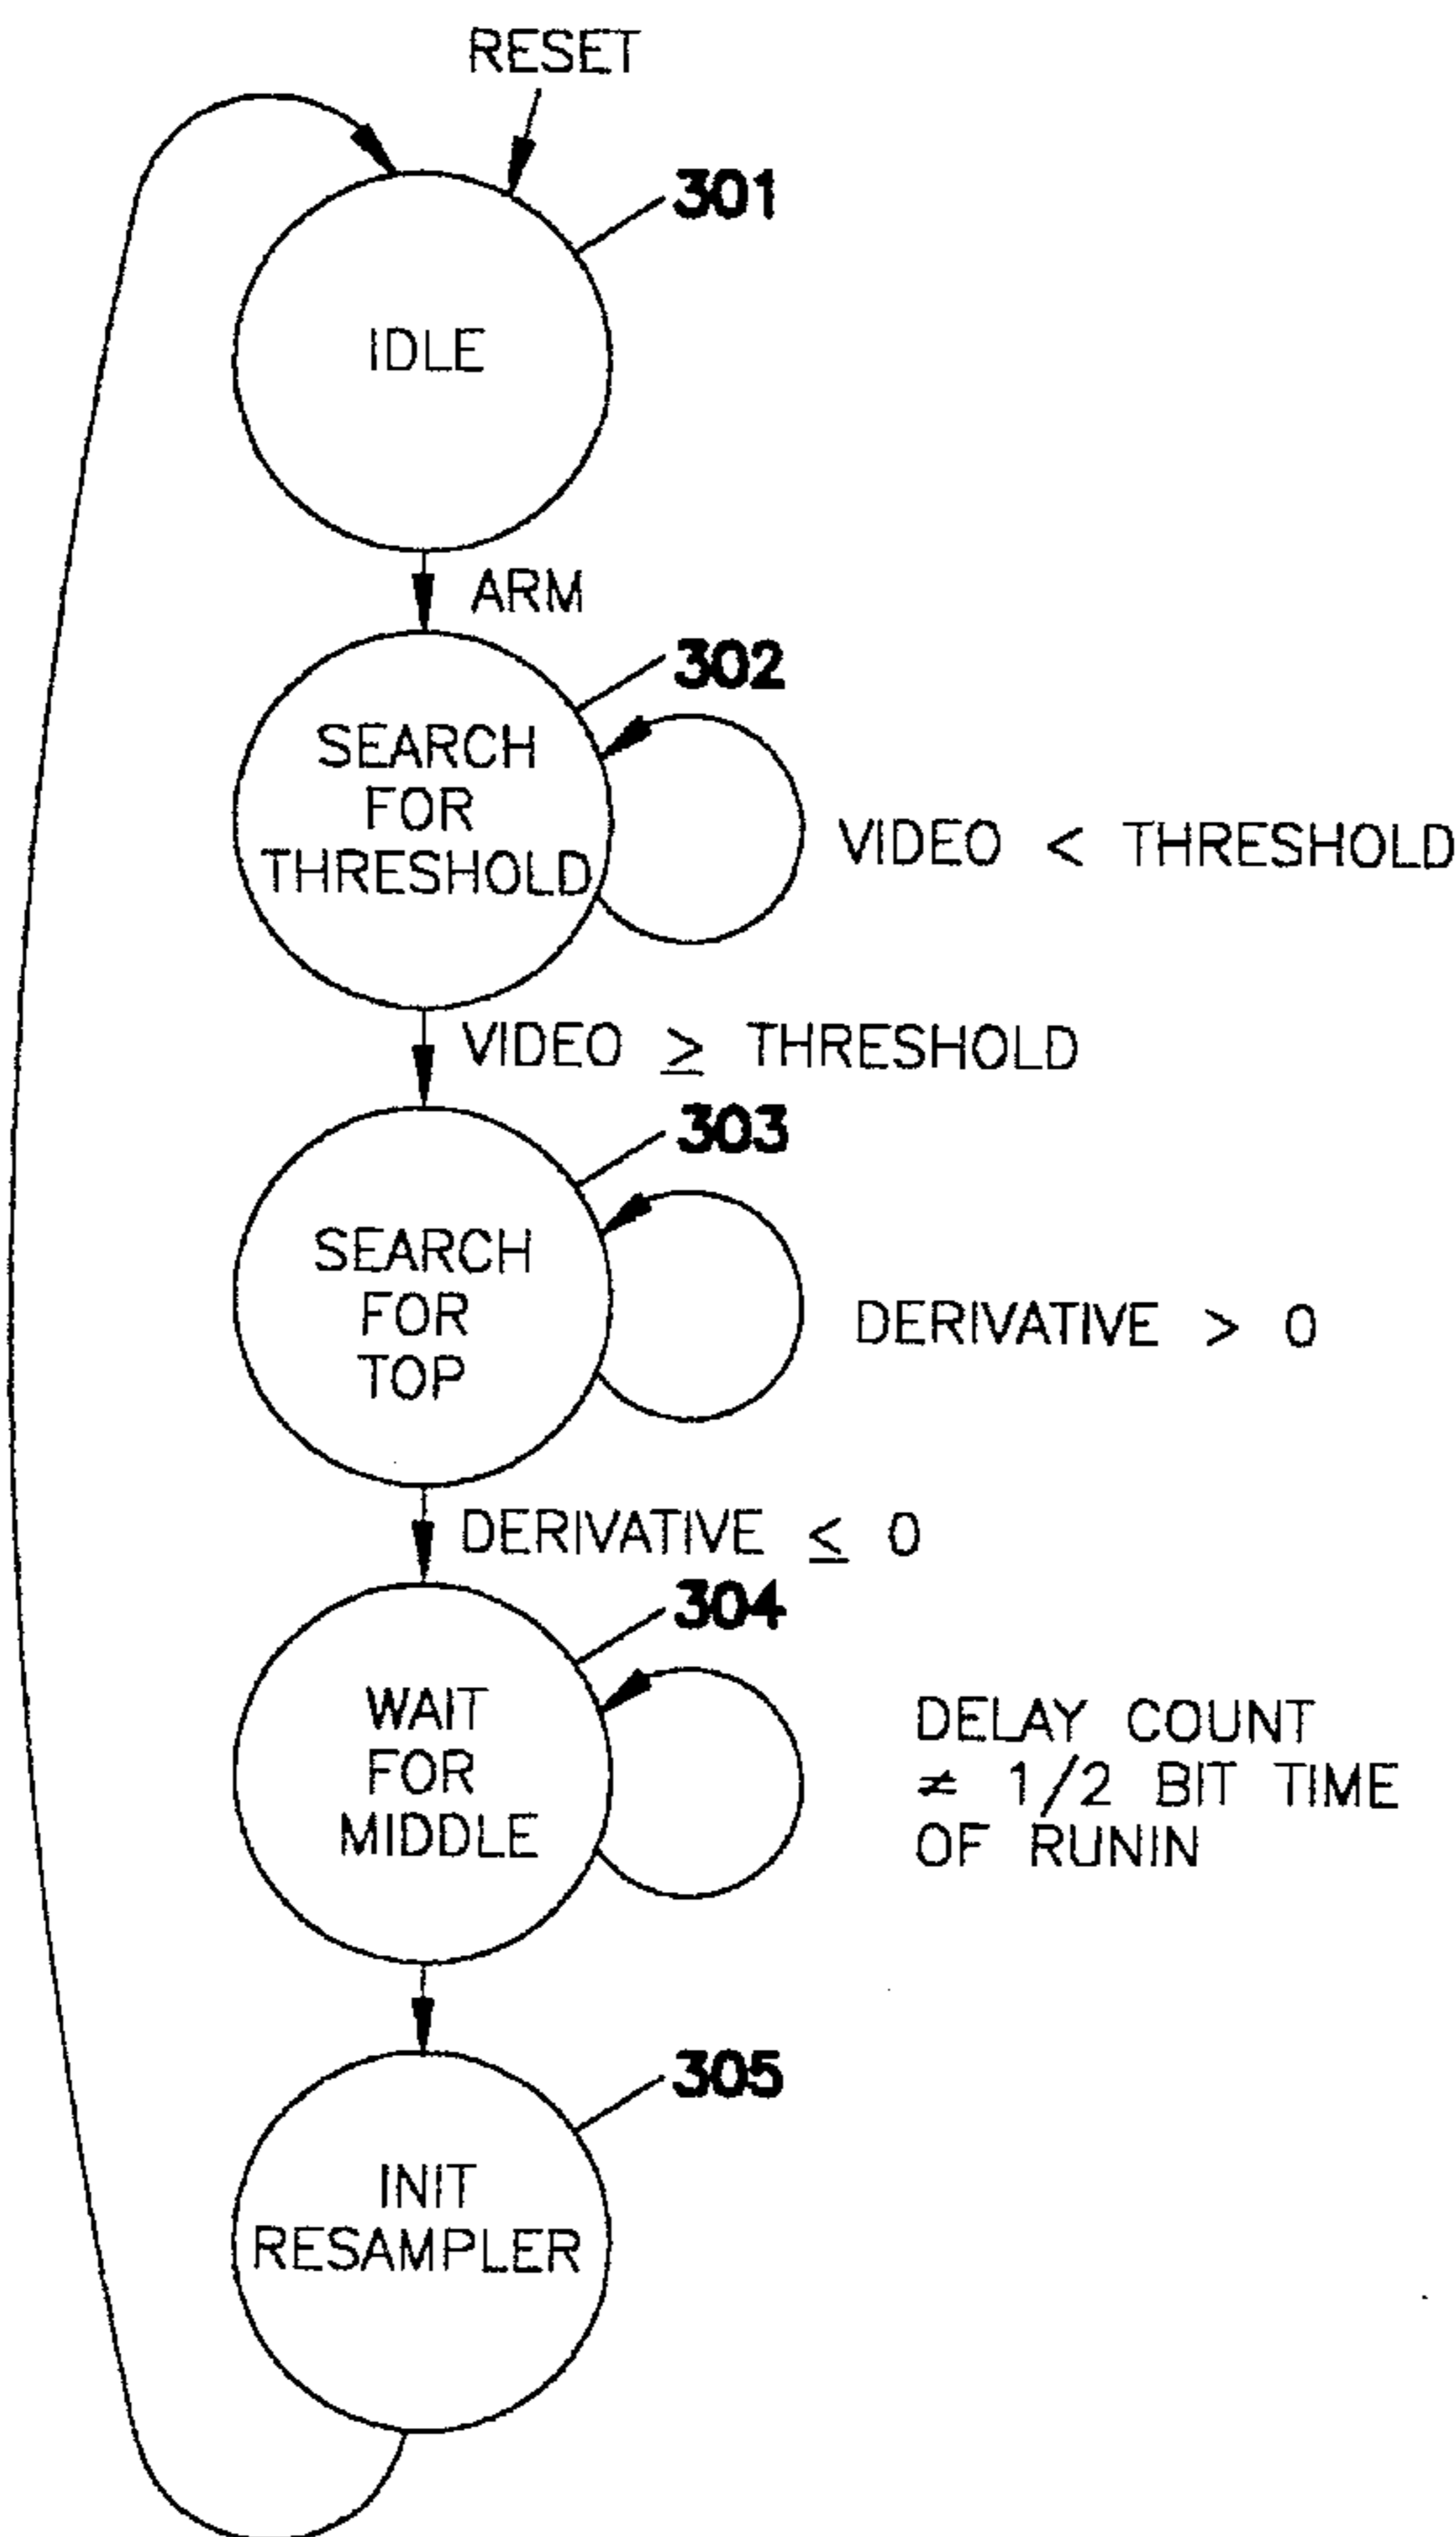 RESET
301
IDLE
ARM
302
SEARCH
FOR
THRESHOLD
VIDEO < THRESHOLD
VIDEO ≥ THRESHOLD
303
SEARCH
FOR
TOP
DERIVATIVE > 0
DERIVATIVE ≤ 0
304
WAIT
FOR
MIDDLE
DELAY COUNT
≠ 1/2 BIT TIME
OF RUNIN
305
INIT
RESAMPLER